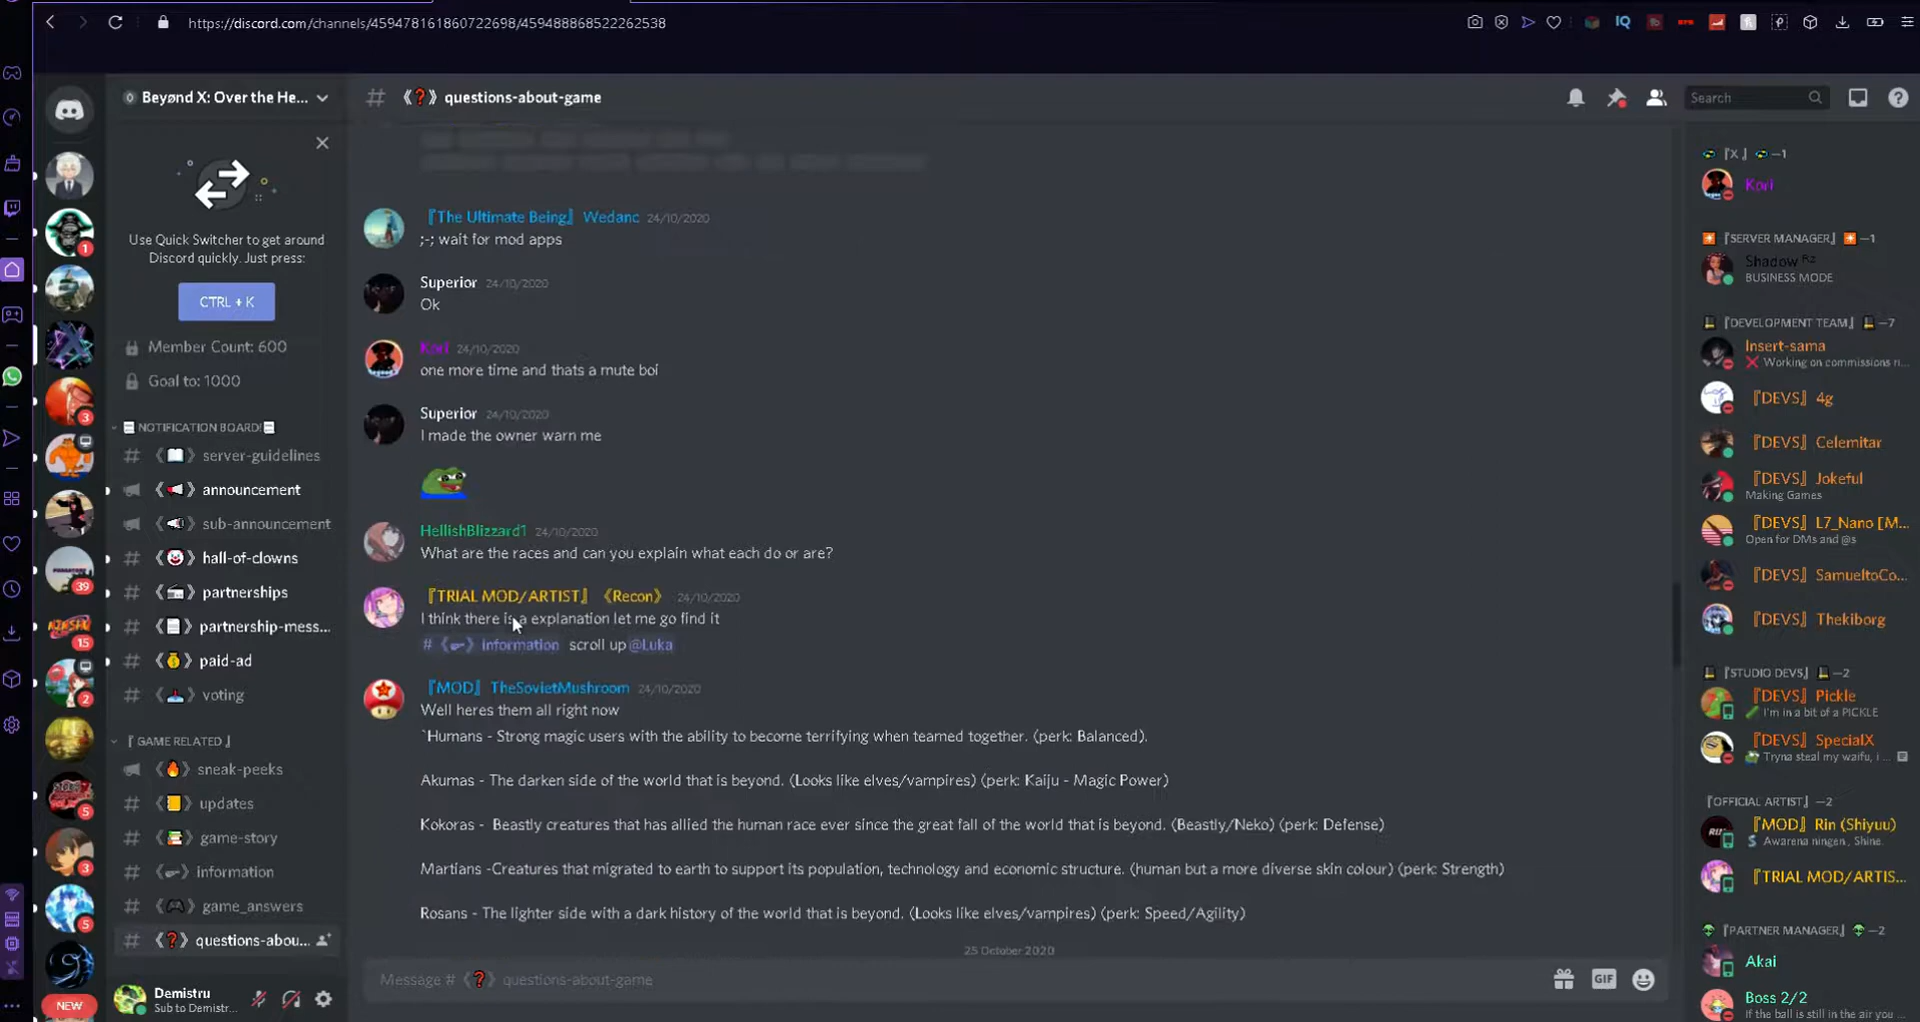 https://discord.com/channels/459478161860722698/459488868522262538
IQ
Beyønd X: Over the He...
《❓》 questions-about-game
Search
Use Quick Switcher to get around
Discord quickly. Just press:
CTRL + K
Member Count: 600
Goal to: 1000
NOTIFICATION BOARD!
# 《📖》 server-guidelines
《📢》 announcement
《📢》 sub-announcement
# 《🤡》 hall-of-clowns
# 《📻》 partnerships
# 《📄》 partnership-mess...
# 《💰》 paid-ad
# 《🕹》 voting
『 GAME RELATED 』
《🔥》 sneak-peeks
# 《📒》 updates
# 《📚》 game-story
# 《🔫》 information
# 《🎮》 game_answers
# 《❓》 questions-abou...
Demistru
Sub to Demistr...
NEW
1
3
39
15
2
5
3
5
『The Ultimate Being』 Wedanc 24/10/2020
;-; wait for mod apps
Superior 24/10/2020
Ok
Kori 24/10/2020
one more time and thats a mute boi
Superior 24/10/2020
I made the owner warn me
HellishBlizzard1 24/10/2020
What are the races and can you explain what each do or are?
『TRIAL MOD/ARTIST』 《Recon》 24/10/2020
I think there is a explanation let me go find it
# 《🔫》 information scroll up @Luka
『MOD』 TheSovietMushroom 24/10/2020
Well heres them all right now
`Humans - Strong magic users with the ability to become terrifying when teamed together. (perk: Balanced).
Akumas - The darken side of the world that is beyond. (Looks like elves/vampires) (perk: Kaiju - Magic Power)
Kokoras - Beastly creatures that has allied the human race ever since the great fall of the world that is beyond. (Beastly/Neko) (perk: Defense)
Martians -Creatures that migrated to earth to support its population, technology and economic structure. (human but a more diverse skin colour) (perk: Strength)
Rosans - The lighter side with a dark history of the world that is beyond. (Looks like elves/vampires) (perk: Speed/Agility)
25 October 2020
Message # 《❓》 questions-about-game
GIF
『X』 —1
Kori
『SERVER MANAGER』 —1
Shadow ᴿᶻ
BUSINESS MODE
『DEVELOPMENT TEAM』 —7
Insert-sama
❌ Working on commissions ri...
『DEVS』 4g
『DEVS』 Celemitar
『DEVS』 Jokeful
Making Games
『DEVS』 L7_Nano [M...
Open for DMs and @s
『DEVS』 SamueltoCo...
『DEVS』 Thekiborg
『STUDIO DEVS』 —2
『DEVS』 Pickle
I'm in a bit of a PICKLE
『DEVS』 SpecialX
Tryna steal my waifu, i ...
『OFFICIAL ARTIST』 —2
『MOD』 Rin (Shiyuu)
Awarena ningen , Shine.
『TRIAL MOD/ARTIS...
『PARTNER MANAGER』 —2
Akai
Boss 2/2
If the ball is still in the air you ...